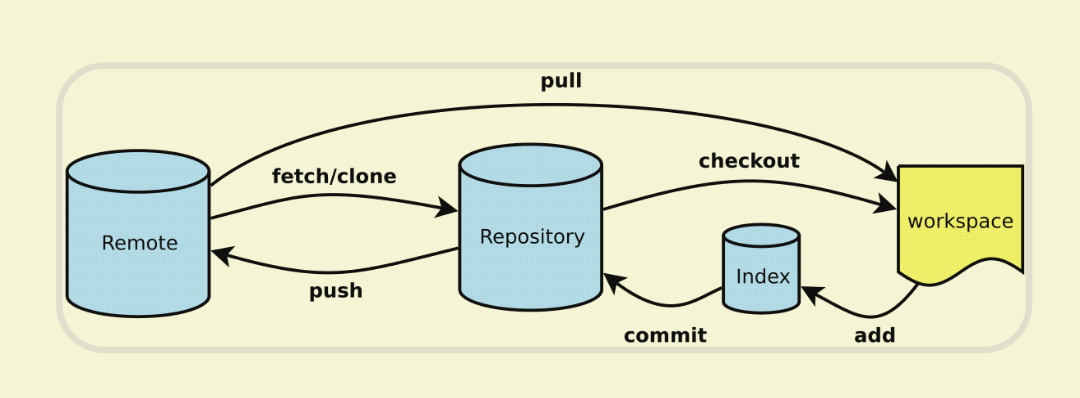 pull
fetch/clone
checkout
Remote
Repository
workspace
Index
push
commit
add